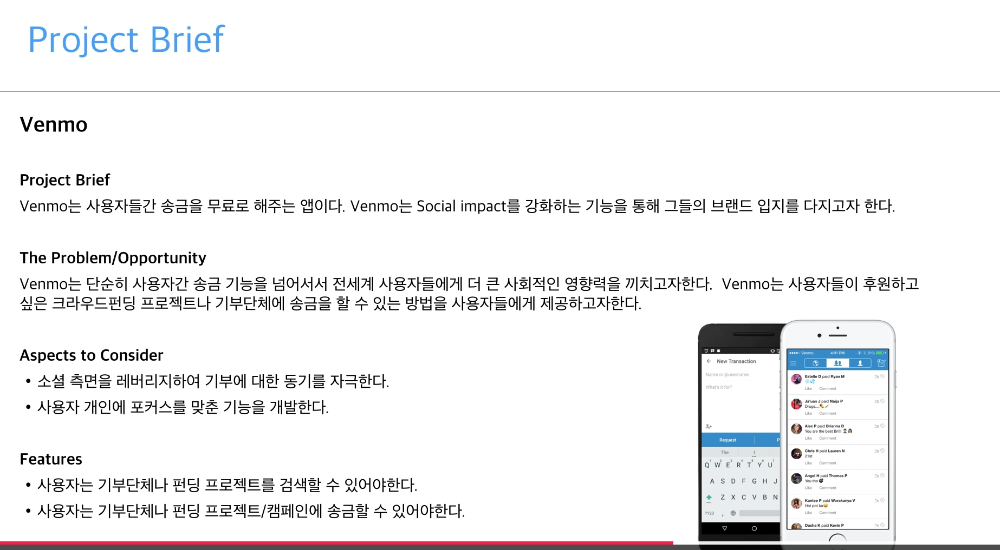 Project Brief
Venmo
Project Brief
Venmo는 사용자들간 송금을 무료로 해주는 앱이다. Venmo는 Social impact를 강화하는 기능을 통해 그들의 브랜드 입지를 다지고자 한다.
The Problem/Opportunity
Venmo는 단순히 사용자간 송금 기능을 넘어서서 전세계 사용자들에게 더 큰 사회적인 영향력을 끼치고자한다. Venmo는 사용자들이 후원하고
싶은 크라우드펀딩 프로젝트나 기부단체에 송금을 할 수 있는 방법을 사용자들에게 제공하고자한다.
Aspects to Consider
• 소셜 측면을 레버리지하여 기부에 대한 동기를 자극한다.
• 사용자 개인에 포커스를 맞춘 기능을 개발한다.
Features
• 사용자는 기부단체나 펀딩 프로젝트를 검색할 수 있어야한다.
• 사용자는 기부단체나 펀딩 프로젝트/캠페인에 송금할 수 있어야한다.
New Transaction
Name or @username
What's it for?
Request P
The I
Q W E R T Y U
1 2 3 4 5 6 7
A S D F G H J
Z X C V B N
?123 ,
Venmo 4:31 PM 81%
Estelle D paid Ryan M 1s
Like Comment
Ja'uan J paid Naija P 1s
Drugs....
Like Comment
Alex P paid Brianna D 1s
You are the best Bri!!!
Like Comment
Chris H paid Lauren N 1s
21st
Like Comment
Angel H paid Thomas P 1s
You the
Like Comment
Kantee P paid Worakanya V 1s
Hot pot ka
Like Comment
Dasha K paid Kevin P 1s